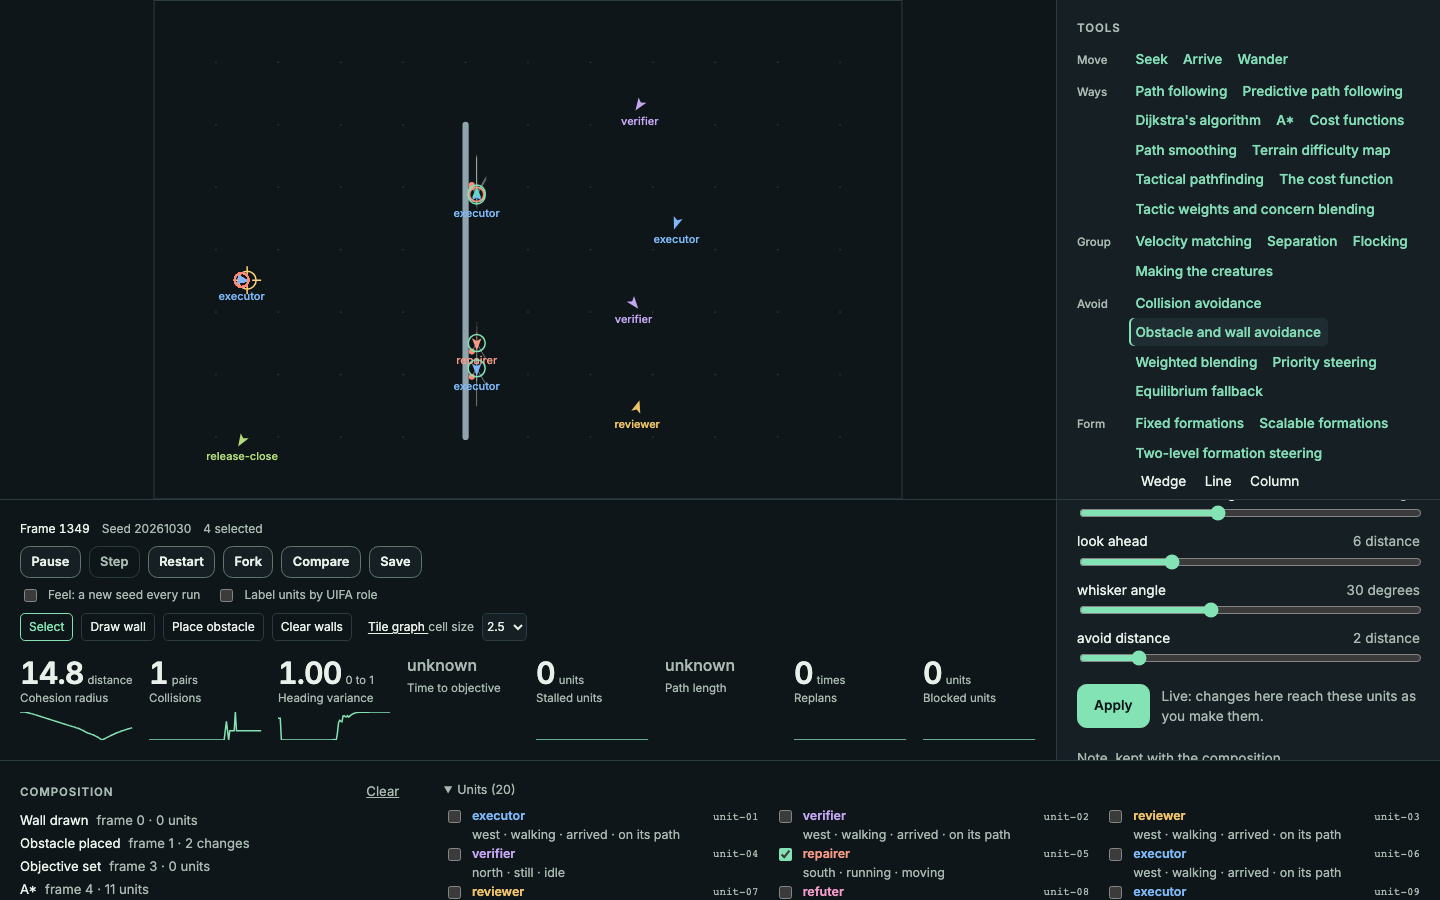 verifier
executor
executor
verifier
executor
repairer
executor
reviewer
release-close
TOOLS
Move Seek Arrive Wander
Ways Path following Predictive path following
Dijkstra's algorithm A* Cost functions
Path smoothing Terrain difficulty map
Tactical pathfinding The cost function
Tactic weights and concern blending
Group Velocity matching Separation Flocking
Making the creatures
Avoid Collision avoidance
Obstacle and wall avoidance
Weighted blending Priority steering
Equilibrium fallback
Form Fixed formations Scalable formations
Two-level formation steering
Wedge Line Column
Frame 1349 Seed 20261030 4 selected
Pause Step Restart Fork Compare Save
Feel: a new seed every run Label units by UIFA role
Select Draw wall Place obstacle Clear walls Tile graph cell size 2.5
14.8 distance
Cohesion radius
1 pairs
Collisions
1.00 0 to 1
Heading variance
unknown
Time to objective
0 units
Stalled units
unknown
Path length
0 times
Replans
0 units
Blocked units
look ahead 6 distance
whisker angle 30 degrees
avoid distance 2 distance
Apply Live: changes here reach these units as
you make them.
Note, kept with the composition
COMPOSITION Clear
Wall drawn frame 0 · 0 units
Obstacle placed frame 1 · 2 changes
Objective set frame 3 · 0 units
A* frame 4 · 11 units
▼ Units (20)
executor unit-01
west · walking · arrived · on its path
verifier unit-02
west · walking · arrived · on its path
reviewer unit-03
west · walking · arrived · on its path
verifier unit-04
north · still · idle
repairer unit-05
south · running · moving
executor unit-06
west · walking · arrived · on its path
reviewer unit-07
refuter unit-08
executor unit-09